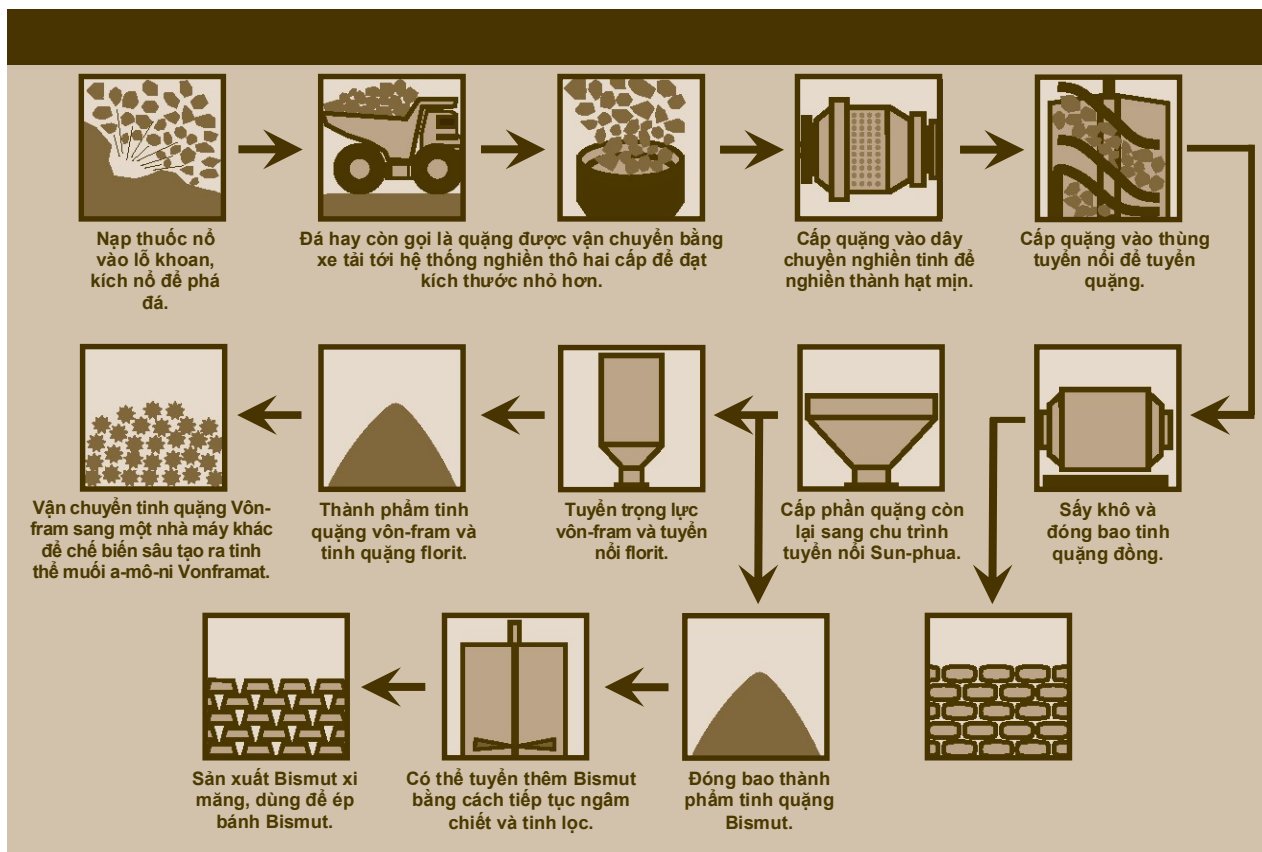 Nạp thuốc nổ
vào lỗ khoan,
kích nổ để phá
đá.
Đá hay còn gọi là quặng được vận chuyển bằng
xe tải tới hệ thống nghiền thô hai cấp để đạt
kích thước nhỏ hơn.
Cấp quặng vào dây
chuyền nghiền tinh để
nghiền thành hạt mịn.
Cấp quặng vào thùng
tuyển nổi để tuyển
quặng.
Vận chuyển tinh quặng Vôn-
fram sang một nhà máy khác
để chế biến sâu tạo ra tinh
thể muối a-mô-ni Vonframat.
Thành phẩm tinh
quặng vôn-fram và
tinh quặng florit.
Tuyển trọng lực
vôn-fram và tuyển
nổi florit.
Cấp phần quặng còn
lại sang chu trình
tuyển nổi Sun-phua.
Sấy khô và
đóng bao tinh
quặng đồng.
Sản xuất Bismut xi
măng, dùng để ép
bánh Bismut.
Có thể tuyển thêm Bismut
bằng cách tiếp tục ngâm
chiết và tinh lọc.
Đóng bao thành
phẩm tinh quặng
Bismut.